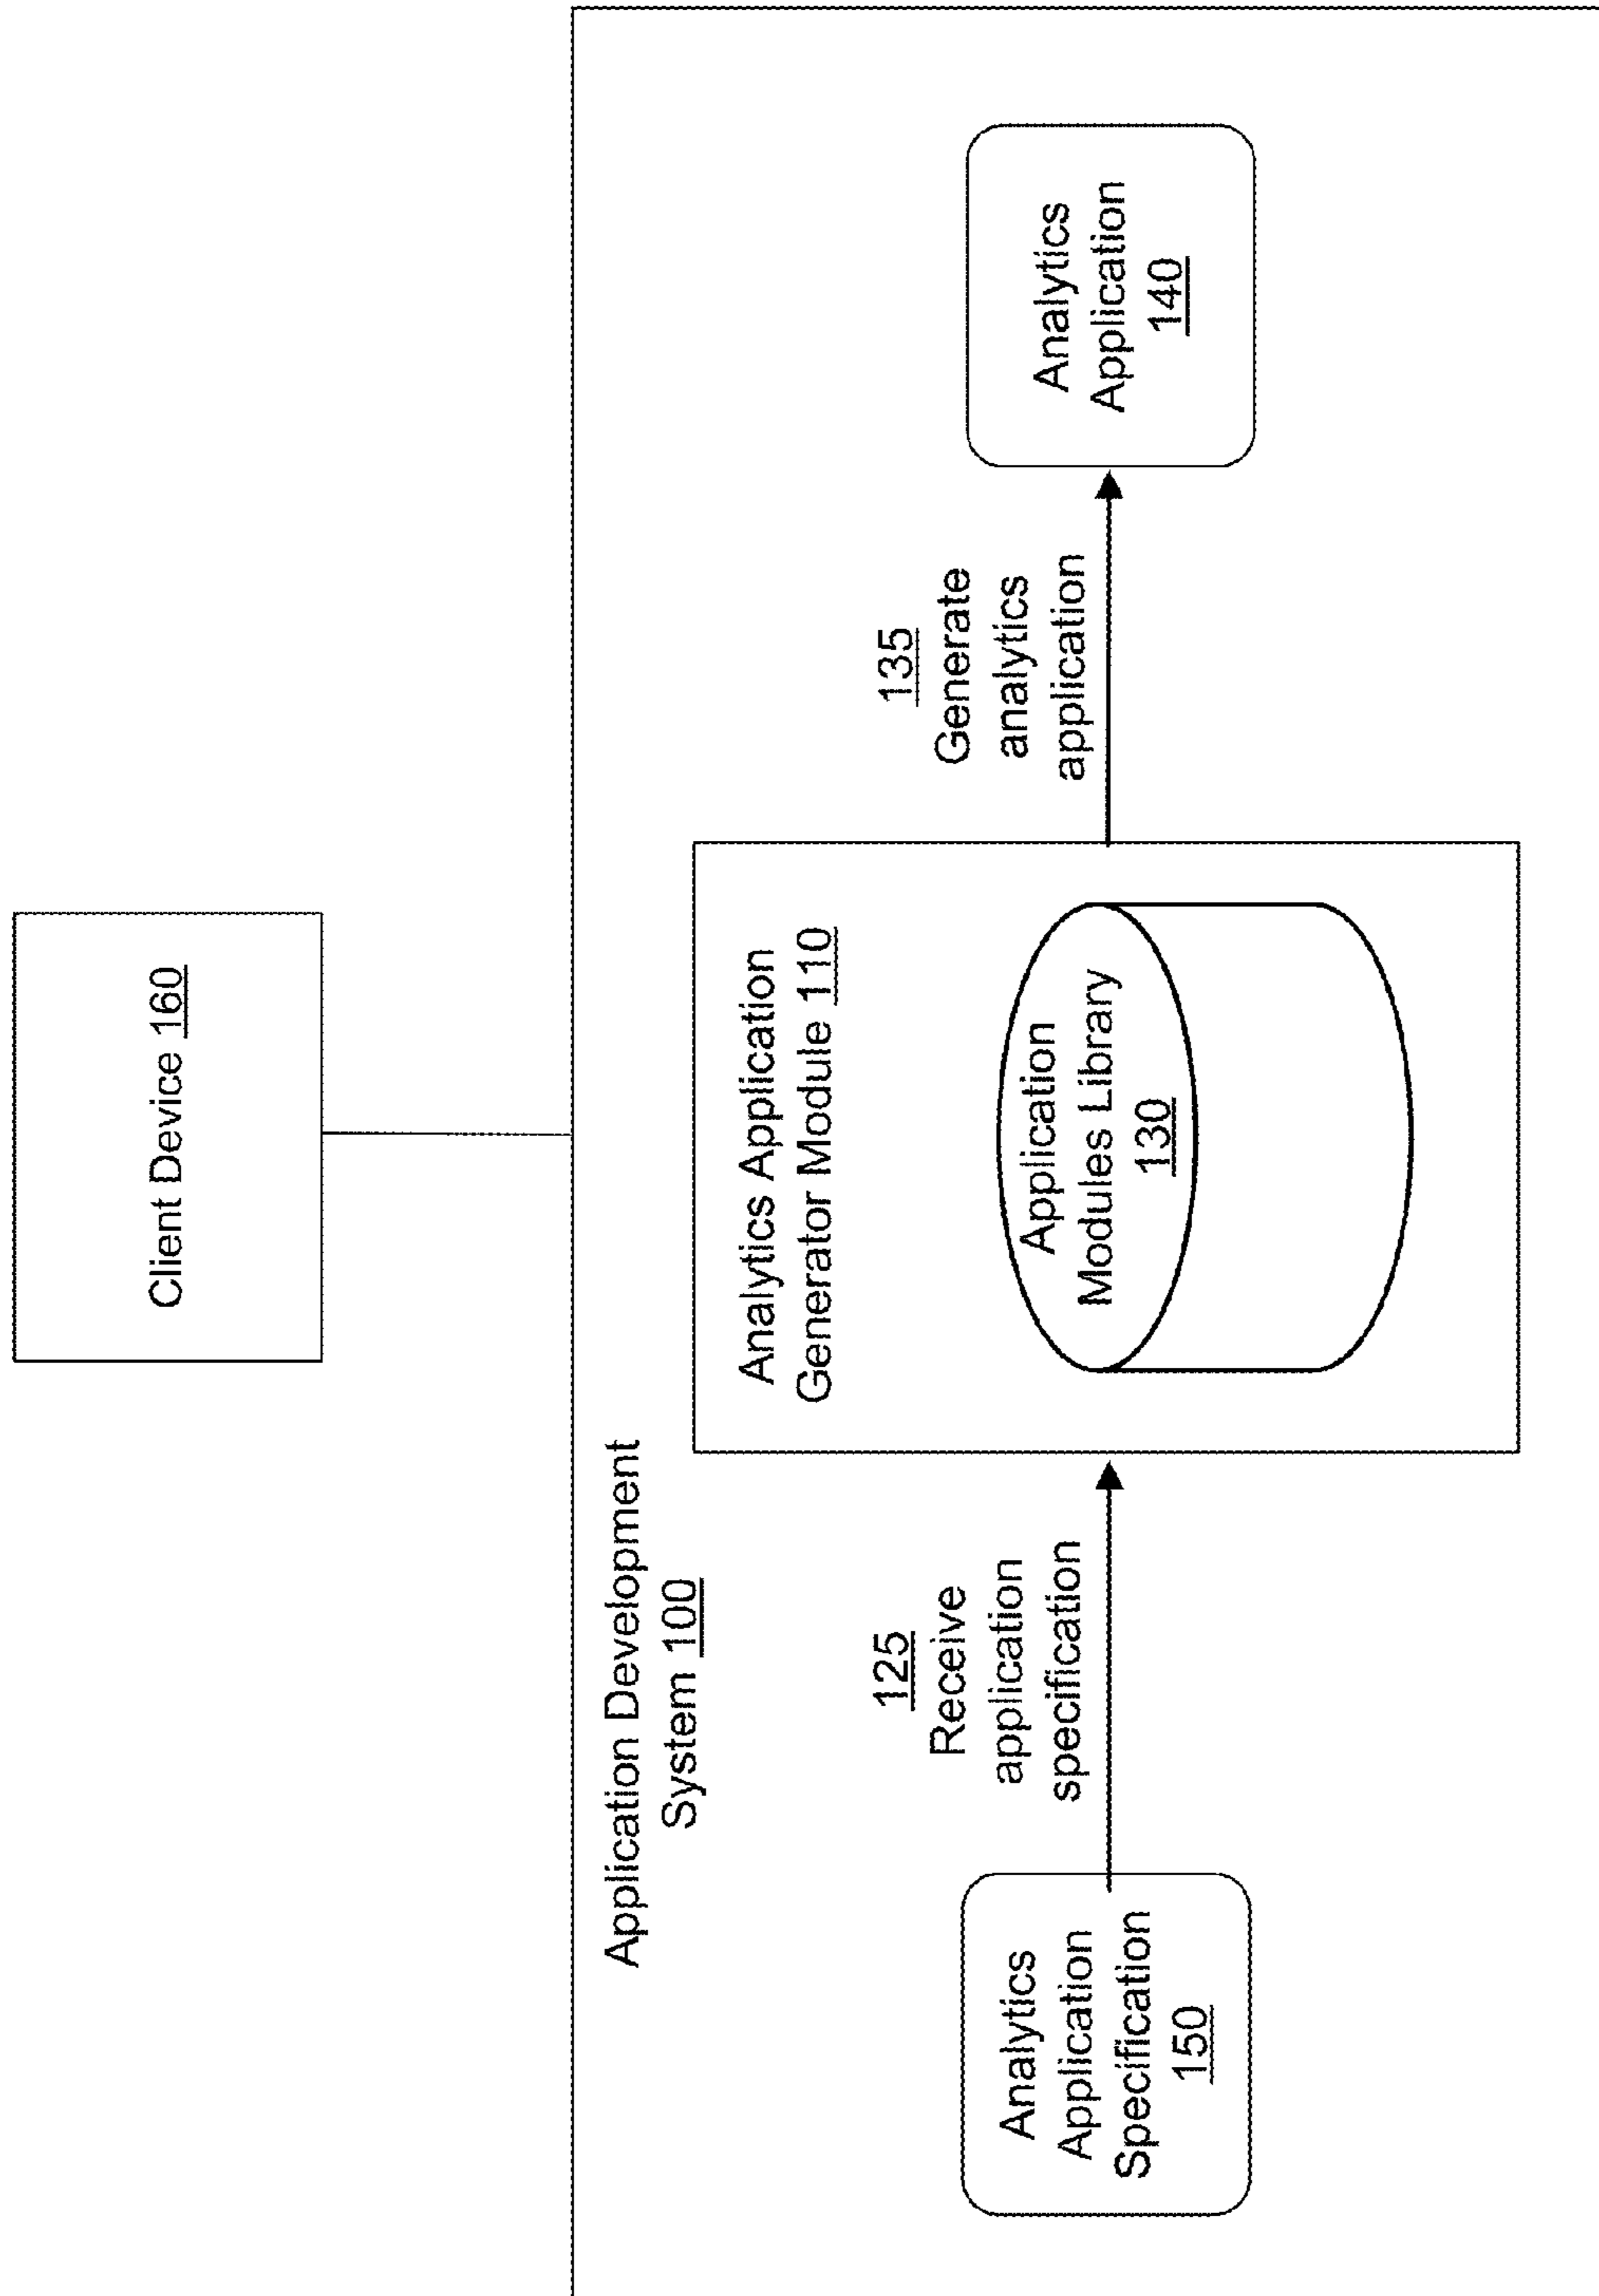 Client Device 160
Application Development
System 100
Analytics
Application
Specification
150
125
Receive
application
specification
Analytics Application
Generator Module 110
Application
Modules Library
130
135
Generate
analytics
application
Analytics
Application
140